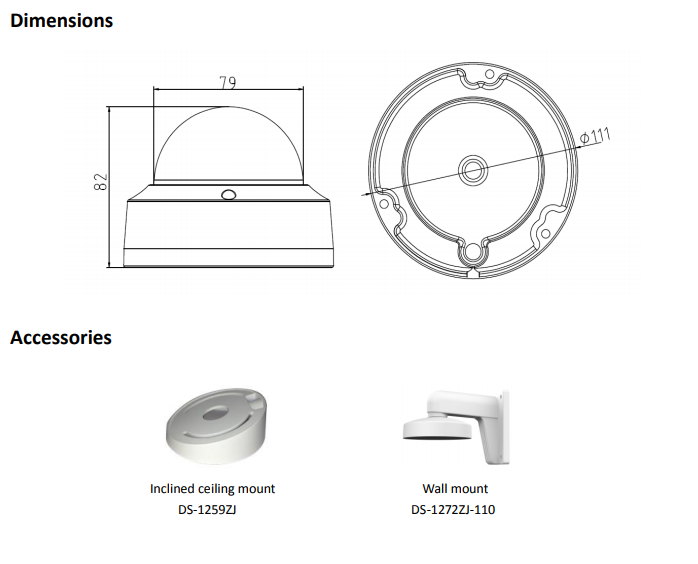 Dimensions
79
82
Φ111
Accessories
Inclined ceiling mount
DS-1259ZJ
Wall mount
DS-1272ZJ-110